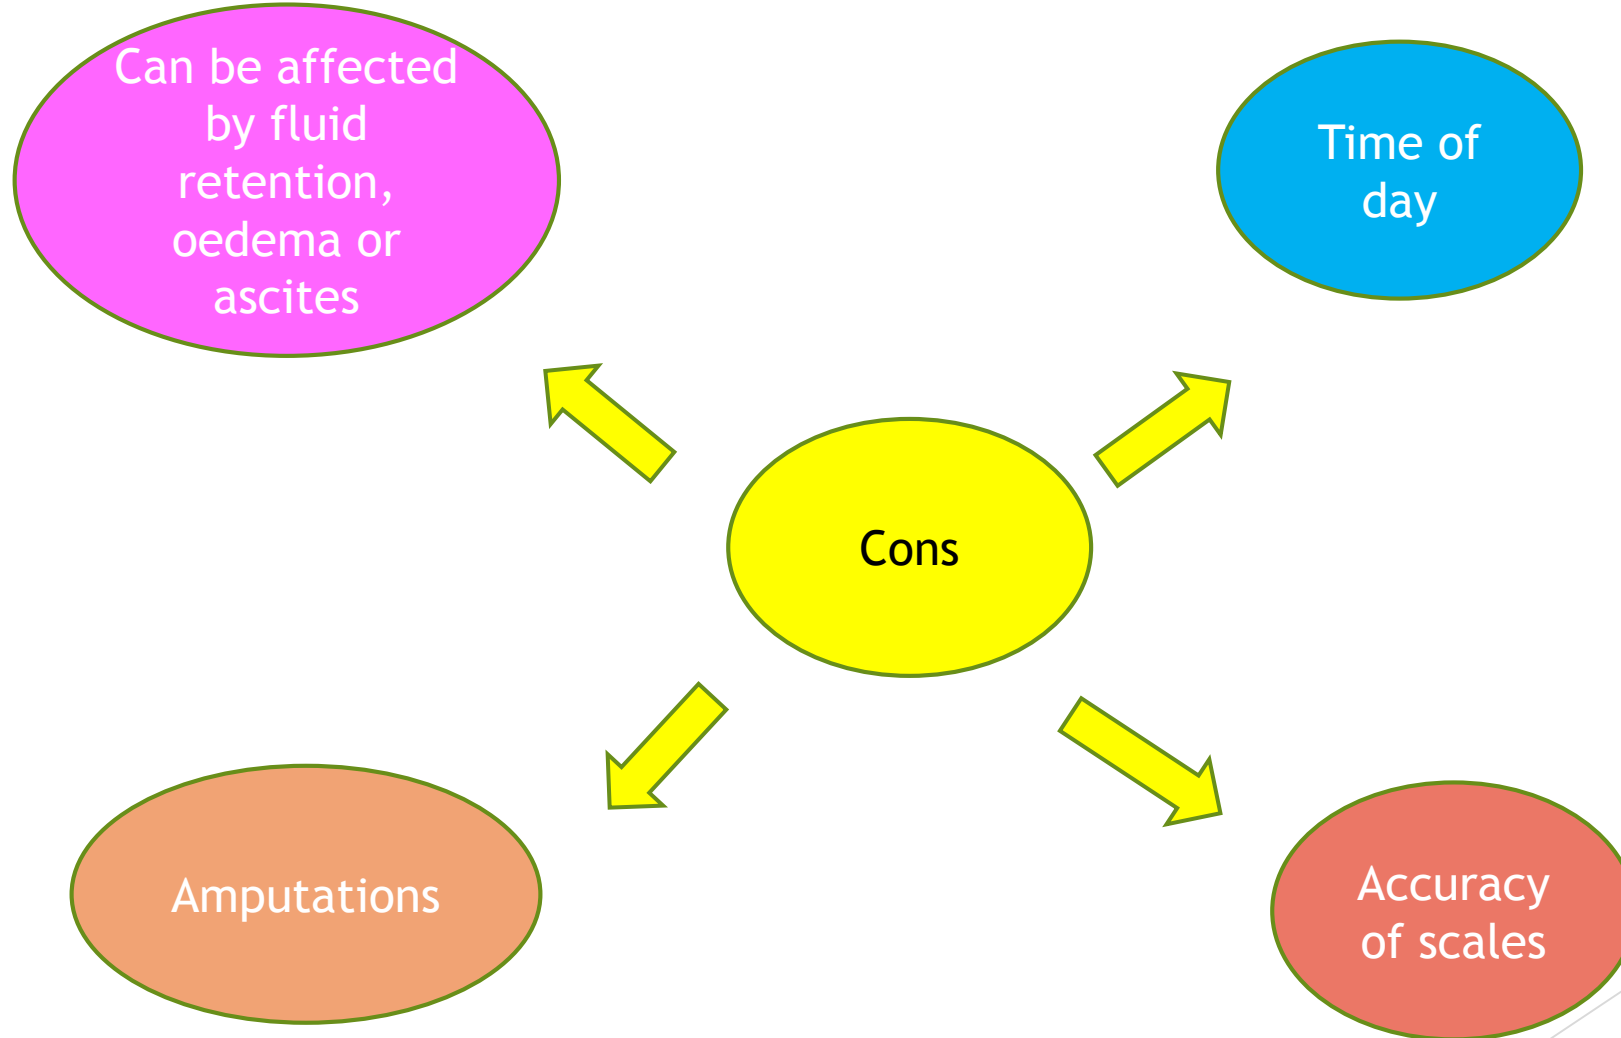 Can be affected
by fluid
retention,
oedema or
ascites
Time of
day
Cons
Amputations
Accuracy
of scales